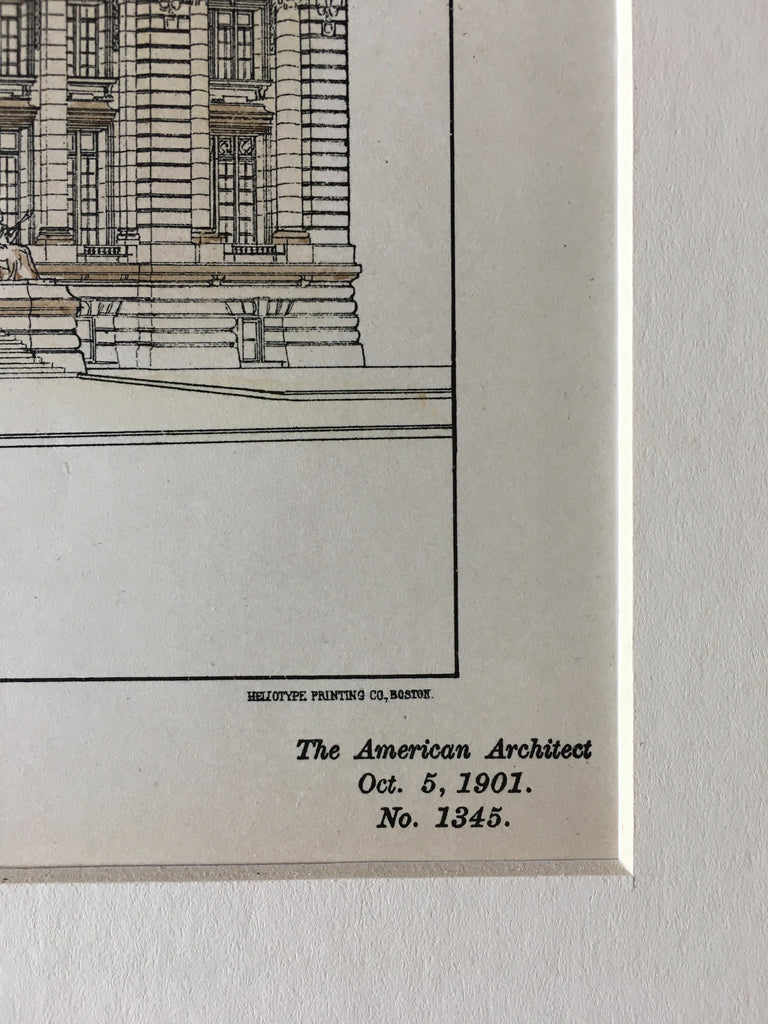 HELIOTYPE PRINTING CO., BOSTON.
The American Architect
Oct. 5, 1901.
No. 1345.